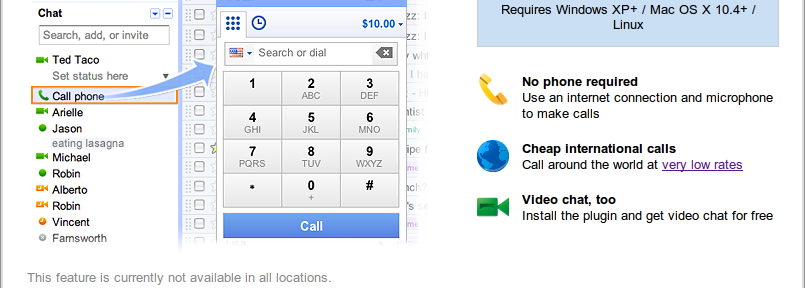 Chat
Search, add, or invite
Ted Taco
Set status here
Call phone
Arielle
Jason
eating lasagna
Michael
Robin
Alberto
Robin
Vincent
Farnsworth
$10.00
Search or dial
1
2
ABC
3
DEF
4
GHI
5
JKL
6
MNO
7
PQRS
8
TUV
9
WXYZ
*
0
+
#
Call
Requires Windows XP+ / Mac OS X 10.4+ /
Linux
No phone required
Use an internet connection and microphone
to make calls
Cheap international calls
Call around the world at very low rates
Video chat, too
Install the plugin and get video chat for free
This feature is currently not available in all locations.